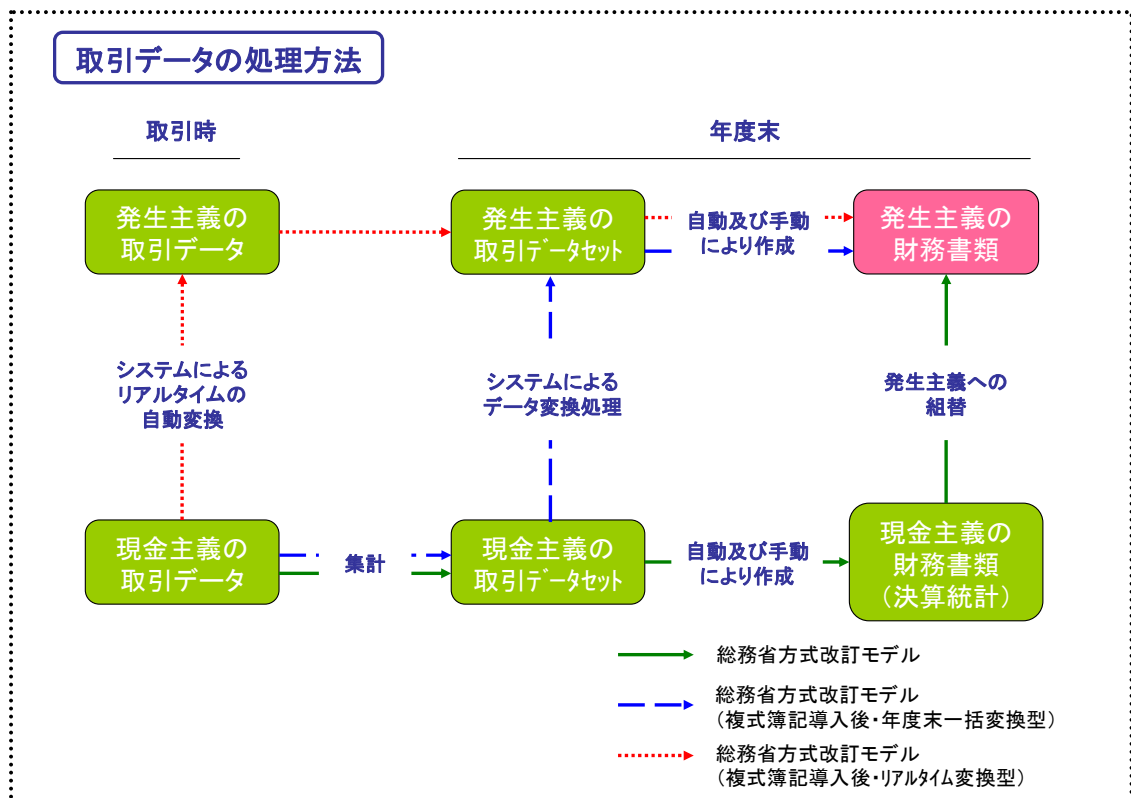 取引データの処理方法
取引時
年度末
発生主義の
取引データ
発生主義の
取引データセット
自動及び手動
により作成
発生主義の
財務書類
システムによる
リアルタイムの
自動変換
システムによる
データ変換処理
発生主義への
組替
現金主義の
取引データ
集計
現金主義の
取引データセット
自動及び手動
により作成
現金主義の
財務書類
（決算統計）
総務省方式改訂モデル
総務省方式改訂モデル
（複式簿記導入後・年度末一括変換型）
総務省方式改訂モデル
（複式簿記導入後・リアルタイム変換型）